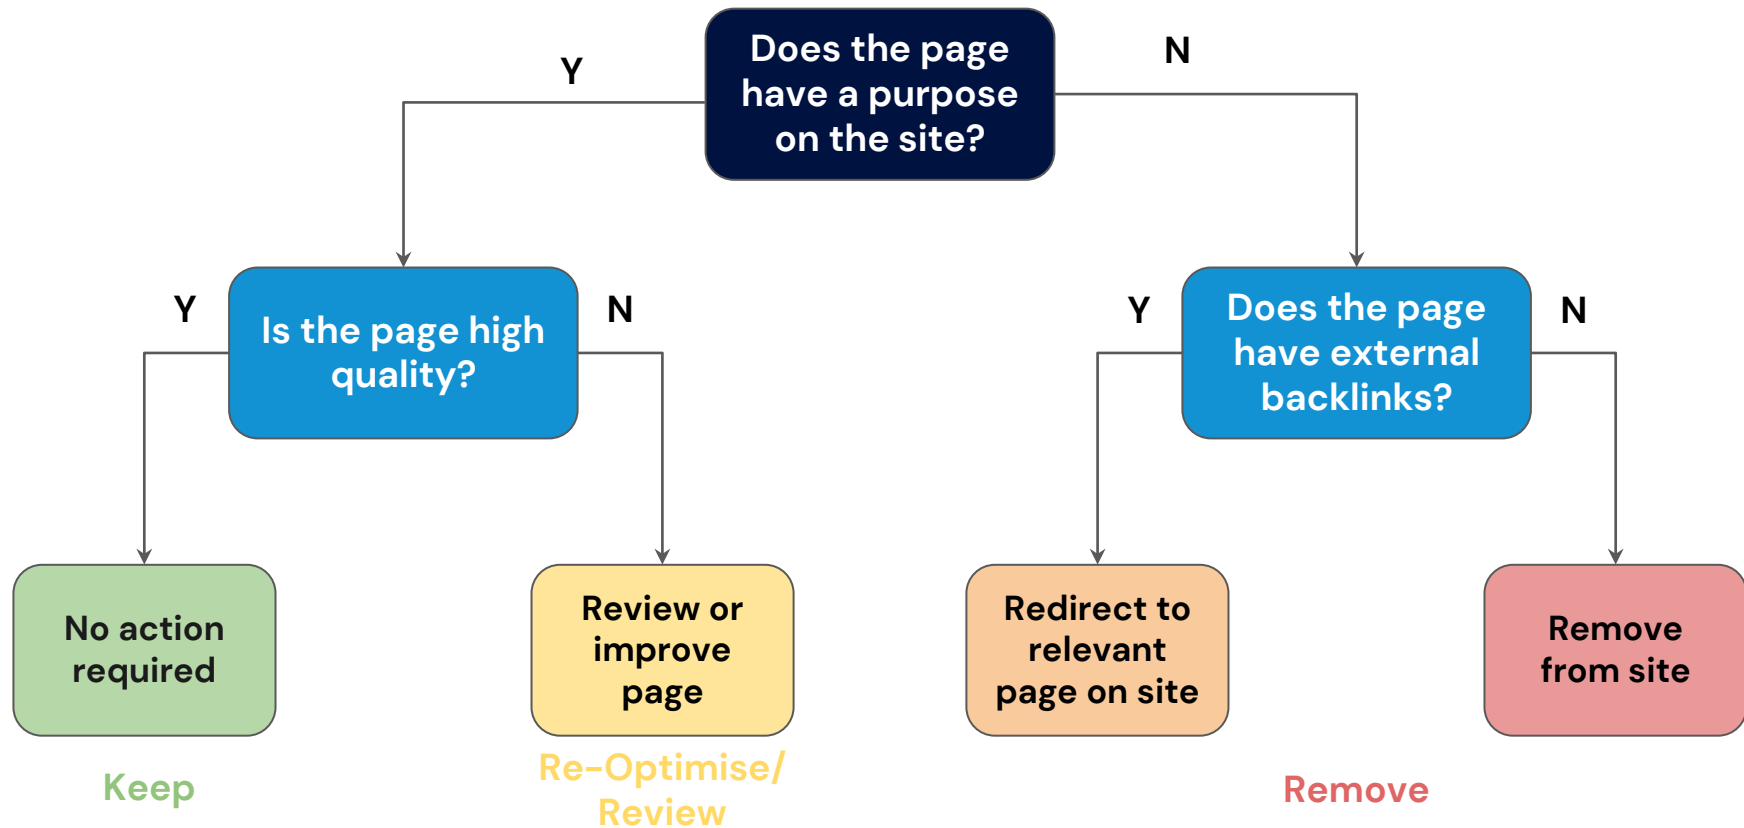 Does the page
have a purpose
on the site?
Y
N
Is the page high
quality?
Y
N
Does the page
have external
backlinks?
Y
N
No action
required
Review or
improve
page
Redirect to
relevant
page on site
Remove
from site
Keep
Re-Optimise/
Review
Remove